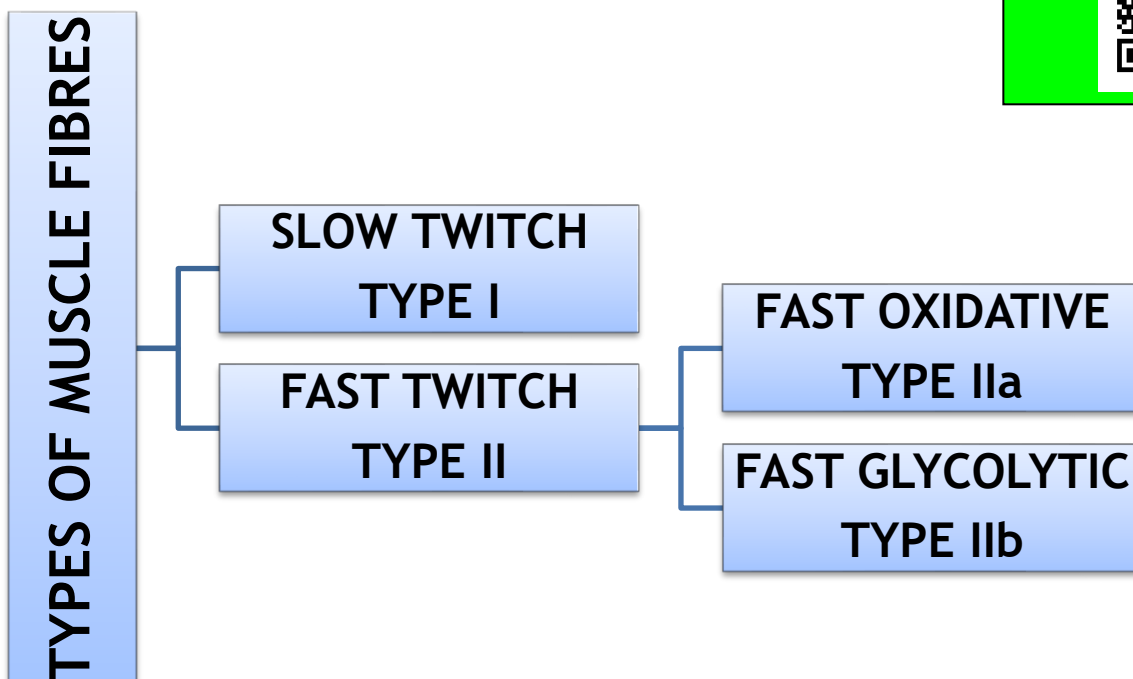 TYPES OF MUSCLE FIBRES
SLOW TWITCH
TYPE I
FAST TWITCH
TYPE II
FAST OXIDATIVE
TYPE IIa
FAST GLYCOLYTIC
TYPE IIb